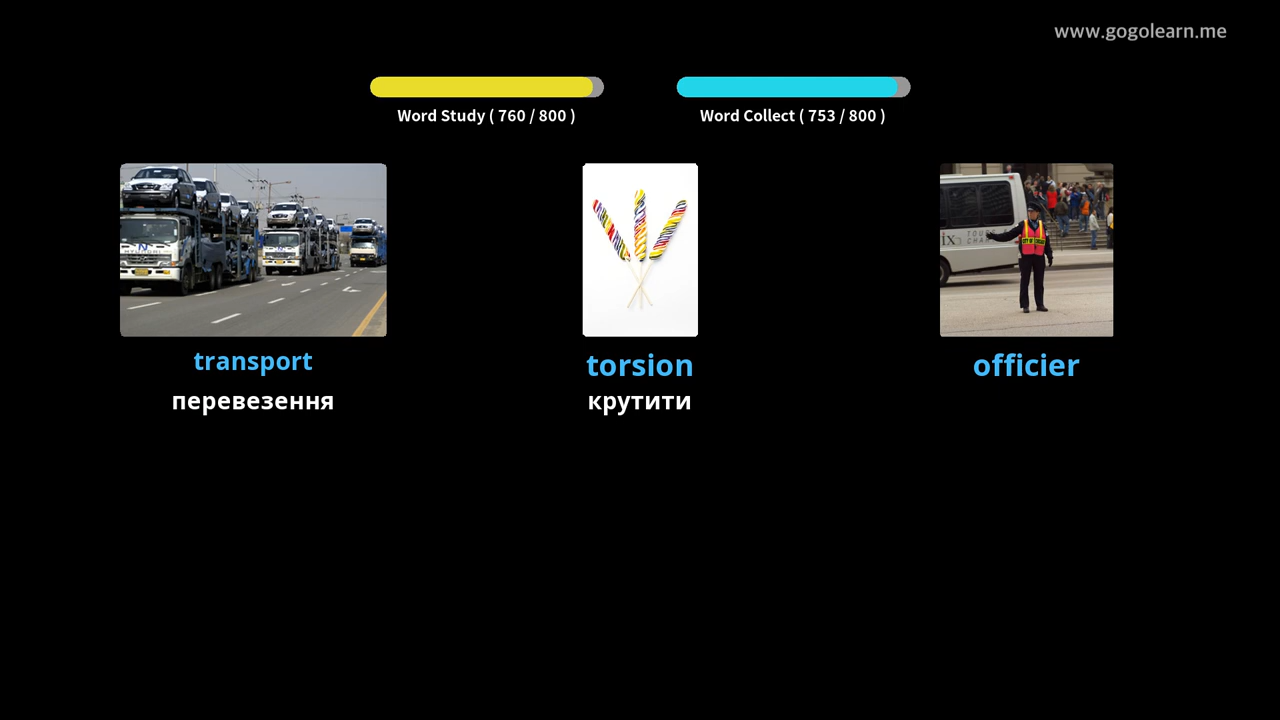 www.gogolearn.me
Word Study ( 760 / 800 )
Word Collect ( 753 / 800 )
transport
перевезення
torsion
крутити
officier